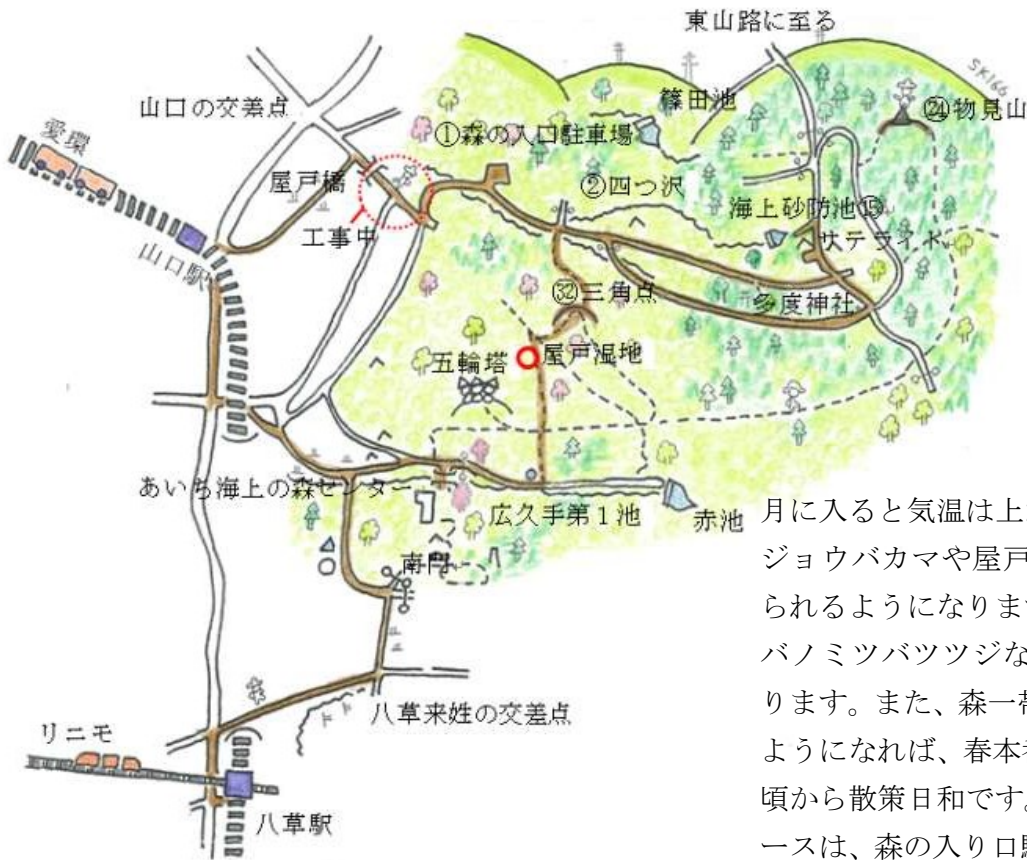 東山路に至る
SK166
篠田池
㉔物見山
山口の交差点
愛環
①森の入口駐車場
屋戸橋
②四つ沢
海上砂防池⑮
工事中
サテライト
山口駅
㉜三角点
多度神社
五輪塔
屋戸湿地
あいち海上の森センター
広久手第1池
赤池
南門
八草来姓の交差点
リニモ
八草駅
月に入ると気温は上
ジョウバカマや屋戸
られるようになりま
バノミツバツツジな
ります。また、森一帯
ようになれば、春本
頃から散策日和です
ースは、森の入り口